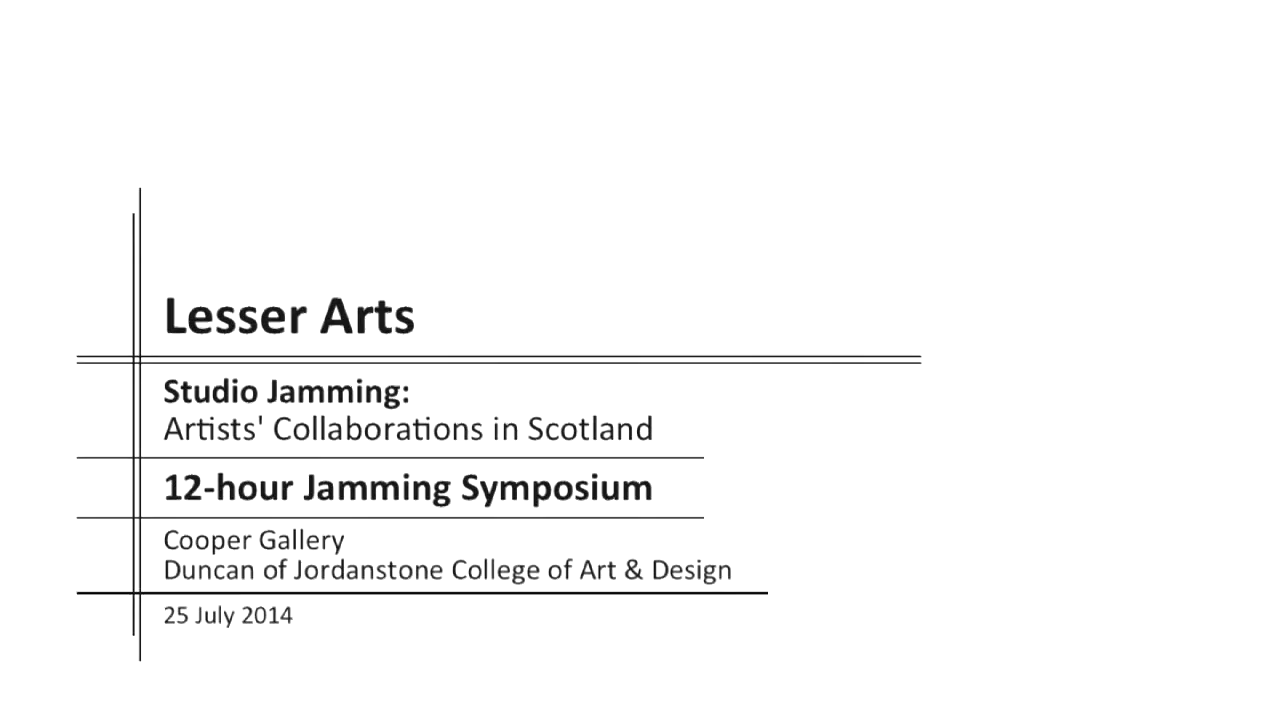 Lesser Arts
Studio Jamming:
Artists' Collaborations in Scotland
12-hour Jamming Symposium
Cooper Gallery
Duncan of Jordanstone College of Art & Design
25 July 2014